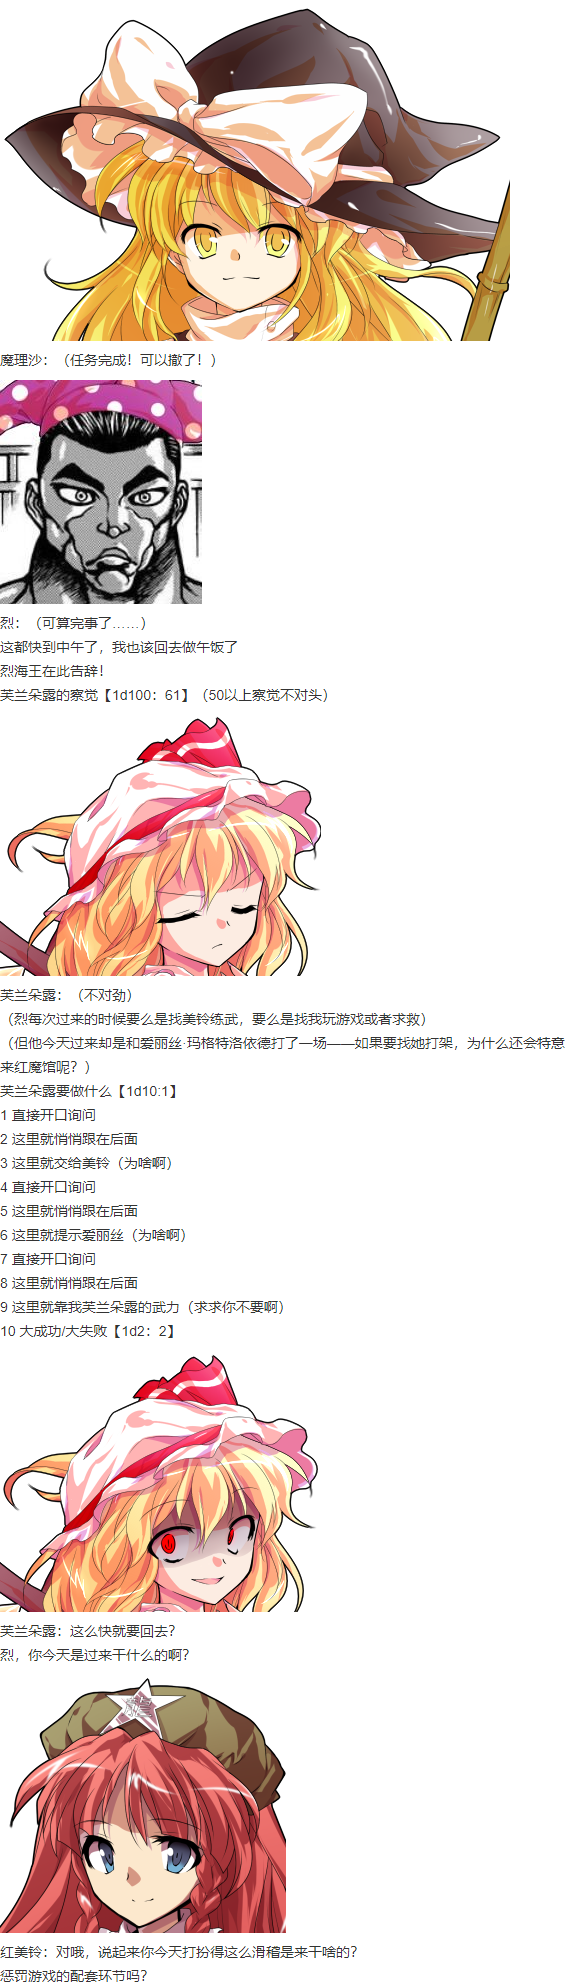 魔理沙：（任务完成！可以撤了！）
烈：（可算完事了……）
这都快到中午了，我也该回去做午饭了
烈海王在此告辞！
芙兰朵露的察觉【1d100：61】（50以上察觉不对头）
芙兰朵露：（不对劲）
（烈每次过来的时候要么是找美铃练武，要么是找我玩游戏或者求救）
（但他今天过来却是和爱丽丝·玛格特洛依德打了一场——如果要找她打架，为什么还会特意
来红魔馆呢？）
芙兰朵露要做什么【1d10:1】
1 直接开口询问
2 这里就悄悄跟在后面
3 这里就交给美铃（为啥啊）
4 直接开口询问
5 这里就悄悄跟在后面
6 这里就提示爱丽丝（为啥啊）
7 直接开口询问
8 这里就悄悄跟在后面
9 这里就靠我芙兰朵露的武力（求求你不要啊）
10 大成功/大失败【1d2：2】
芙兰朵露：这么快就要回去？
烈，你今天是过来干什么的啊？
红美铃：对哦，说起来你今天打扮得这么滑稽是来干啥的？
惩罚游戏的配套环节吗？